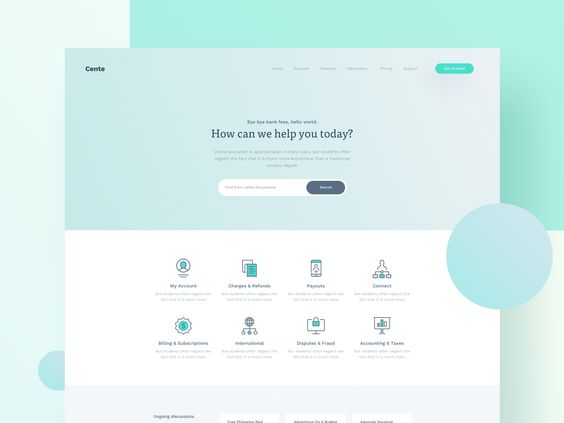 Cente
Home Account Features Developers Pricing Support Get Started
Bye bye bank fees, hello world.
How can we help you today?
Online education is approachable in many ways, but students often
neglect the fact that it is much more economical than a traditional
campus degree.
Find from cente discussions Search
My Account Charges & Refunds Payouts Connect
But students often neglect the But students often neglect the But students often neglect the But students often neglect the
fact that it is much more fact that it is much more fact that it is much more fact that it is much more
Billing & Subscriptions International Disputes & Fraud Accounting & Taxes
But students often neglect the But students often neglect the But students often neglect the But students often neglect the
fact that it is much more fact that it is much more fact that it is much more fact that it is much more
Ongoing discussions